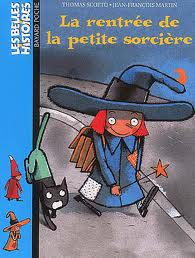 THOMAS SCOTTO · JEAN-FRANÇOIS MARTIN
La rentrée de
la petite sorcière
LES BELLES
HISTOIRES
BAYARD POCHE